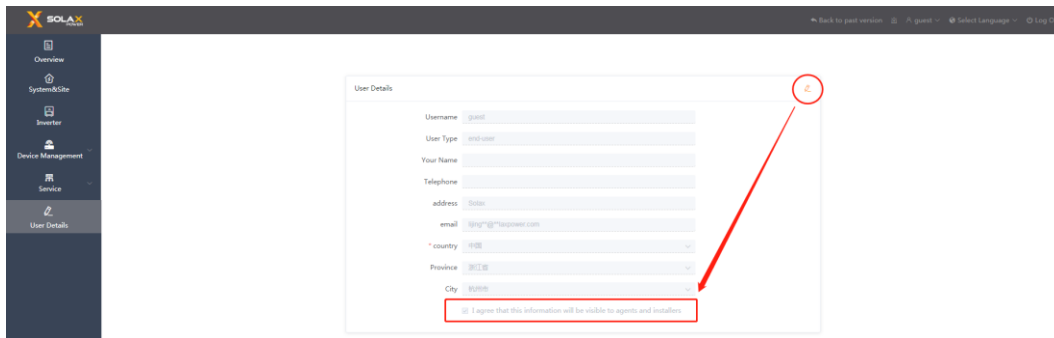 SOLAX
POWER
Back to past version guest Select Language Log O
Overview
System&Site
Inverter
Device Management
Service
User Details
User Details
Username guest
User Type end-user
Your Name
Telephone
address Solax
email
* country 中国
Province 浙江省
City 杭州市
I agree that this information will be visible to agents and installers